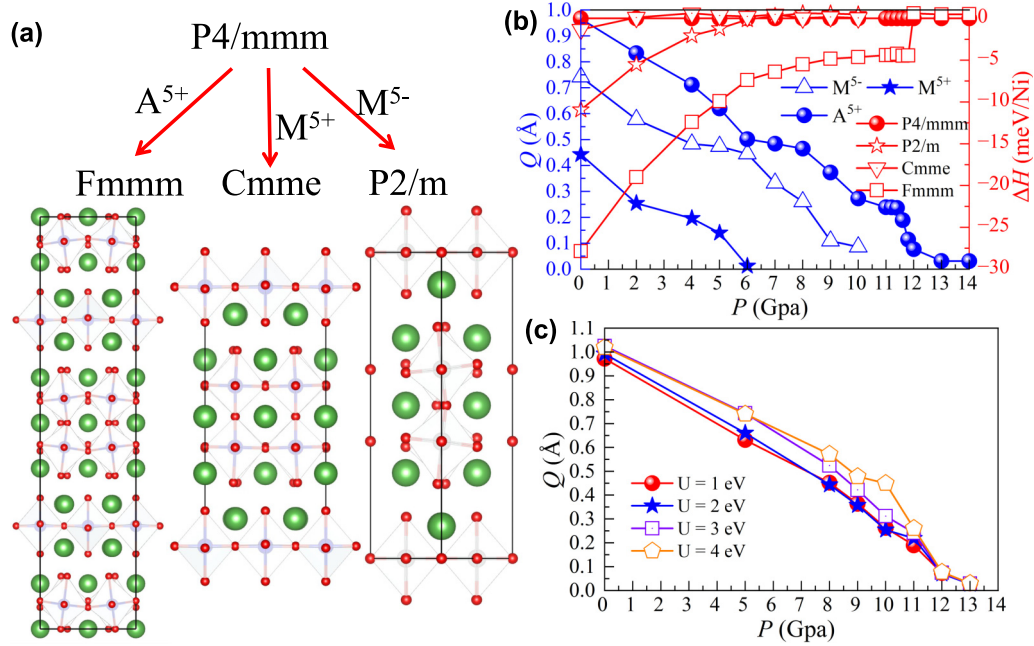 (a)
P4/mmm
A5+
M5+
M5-
Fmmm
Cmme
P2/m
(b)
1.0
0.9
0.8
0.7
0.6
0.5
0.4
0.3
0.2
0.1
0.0
Q (Å)
0 1 2 3 4 5 6 7 8 9 10 11 12 13 14
P (Gpa)
0
−5
−10
−15
−20
−25
−30
ΔH (meV/Ni)
M5- M5+
A5+
P4/mmm
P2/m
Cmme
Fmmm
(c)
1.1
1.0
0.9
0.8
0.7
0.6
0.5
0.4
0.3
0.2
0.1
0.0
Q (Å)
U = 1 eV
U = 2 eV
U = 3 eV
U = 4 eV
0 1 2 3 4 5 6 7 8 9 10 11 12 13 14
P (Gpa)